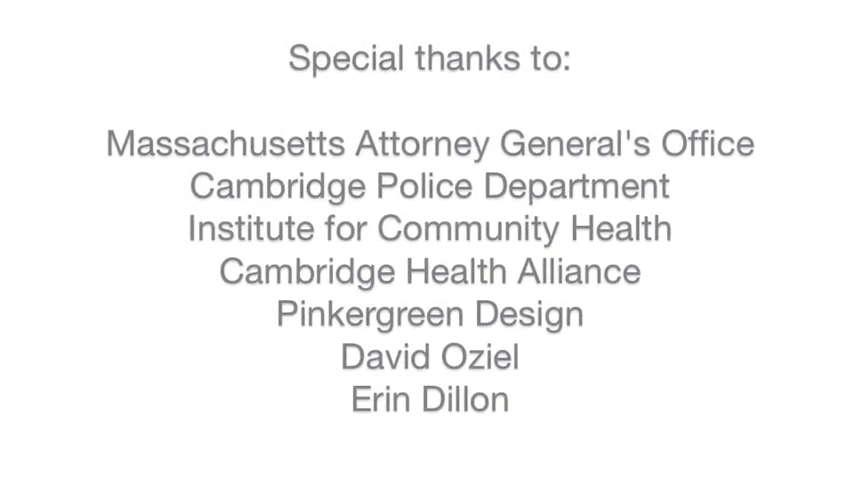 Special thanks to:
Massachusetts Attorney General's Office
Cambridge Police Department
Institute for Community Health
Cambridge Health Alliance
Pinkergreen Design
David Oziel
Erin Dillon